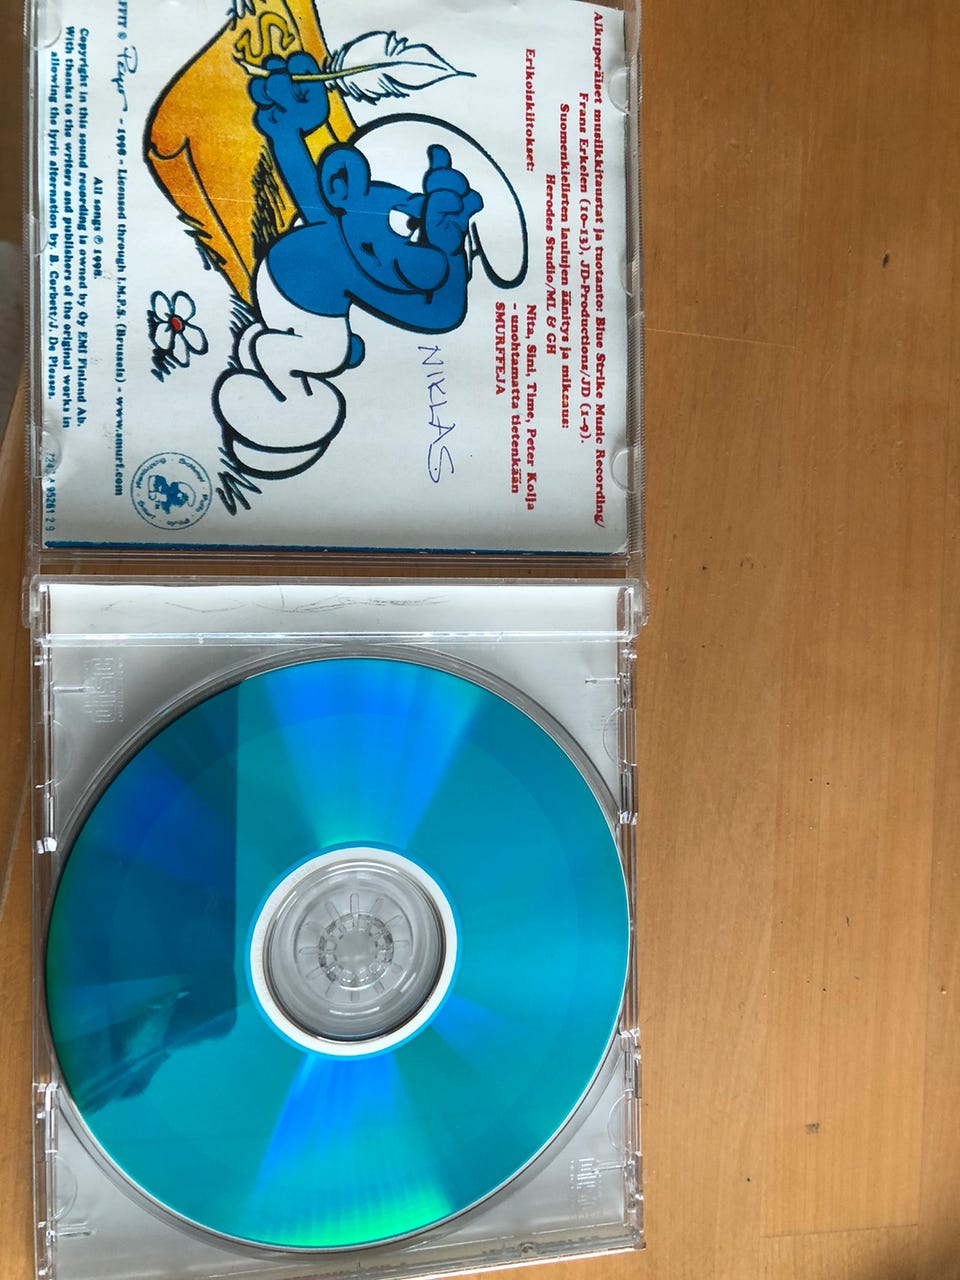 Alkuperäiset musiikkitaustat ja tuotanto: Blue Strike Music Recording/
Frans Erkelen (10-13), JD-Productions/JD (1-9).
Suomenkielisten laulujen äänitys ja miksaus:
Herodes Studio/ML & GH
Erikoiskiitokset:
Nita, Sini, Timo, Peter Kolja
- unohtamatta tietenkään
SMURFFEJA
NIKLAS
Peyo - 1998 - Licensed through I.M.P.S. (Brussels) - www.smurf.com
All songs ℗ 1998.
Copyright in this sound recording is owned by Oy EMI Finland Ab.
With thanks to the writers and publishers of the original works in
allowing the lyric alternation by B. Corbett/J. De Plesses.